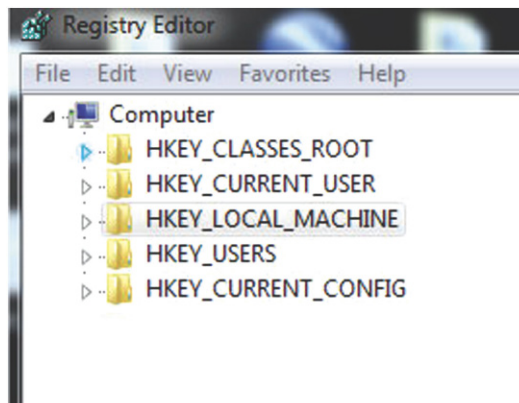 Registry Editor
File Edit View Favorites Help
Computer
HKEY_CLASSES_ROOT
HKEY_CURRENT_USER
HKEY_LOCAL_MACHINE
HKEY_USERS
HKEY_CURRENT_CONFIG